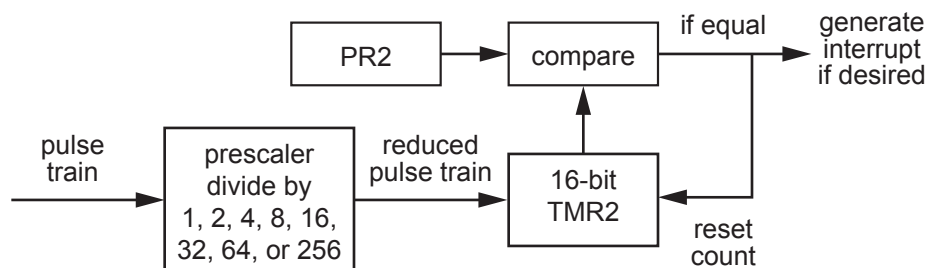 PR2
compare
if equal
generate
interrupt
if desired
pulse
train
prescaler
divide by
1, 2, 4, 8, 16,
32, 64, or 256
reduced
pulse train
16-bit
TMR2
reset
count